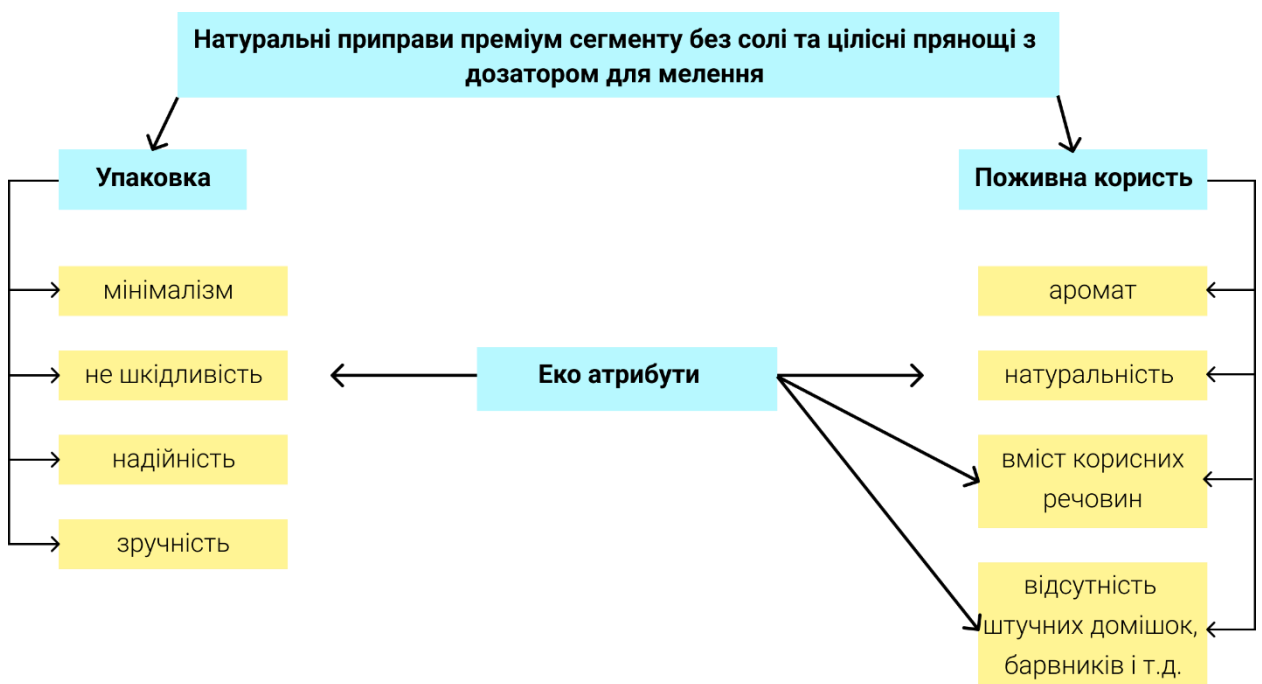 Натуральні приправи преміум сегменту без солі та цілісні прянощі з
дозатором для мелення
Упаковка
Поживна користь
мінімалізм
аромат
не шкідливість
Еко атрибути
натуральність
надійність
вміст корисних
речовин
зручність
відсутність
штучних домішок,
барвників і т.д.